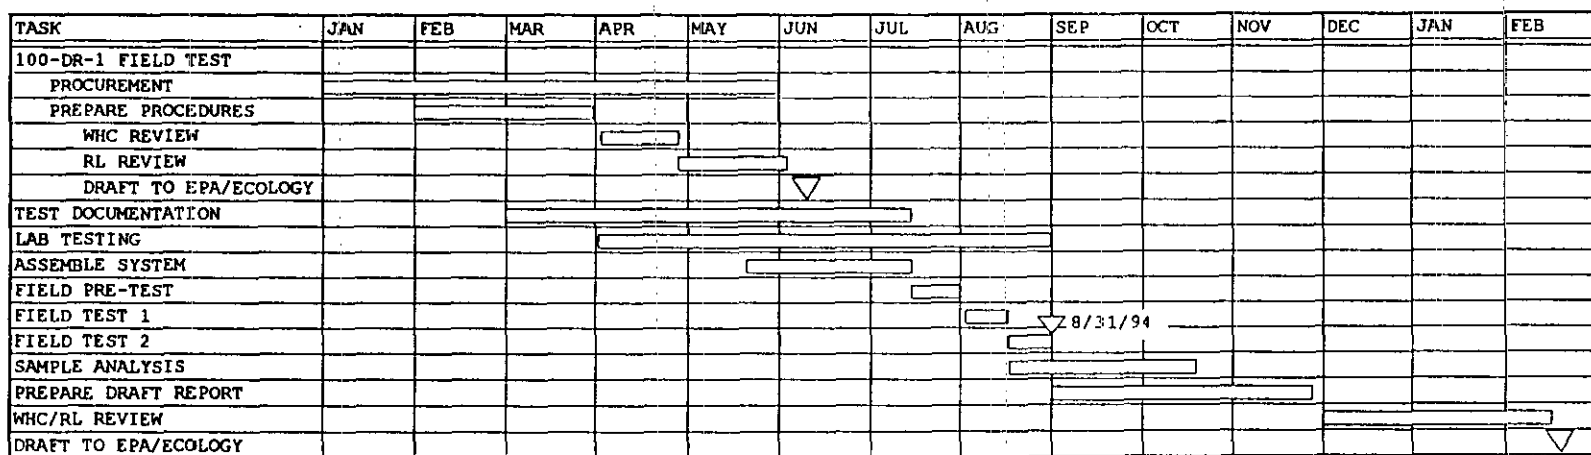 TASK JAN FEB MAR APR MAY JUN JUL AUG SEP OCT NOV DEC JAN FEB
100-DR-1 FIELD TEST
PROCUREMENT
PREPARE PROCEDURES
WHC REVIEW
RL REVIEW
DRAFT TO EPA/ECOLOGY
TEST DOCUMENTATION
LAB TESTING
ASSEMBLE SYSTEM
FIELD PRE-TEST
FIELD TEST 1 8/31/94
FIELD TEST 2
SAMPLE ANALYSIS
PREPARE DRAFT REPORT
WHC/RL REVIEW
DRAFT TO EPA/ECOLOGY